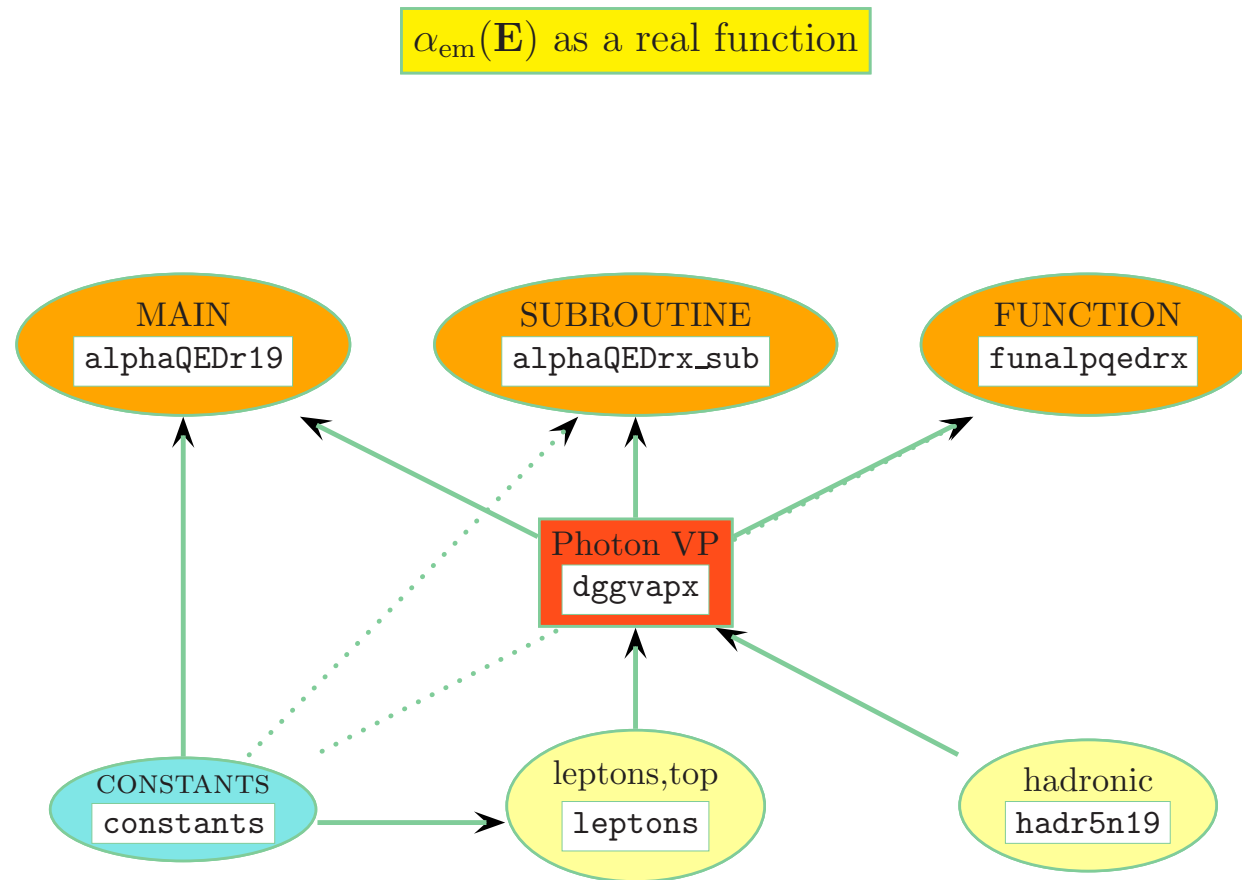 α_em(E) as a real function
MAIN
alphaQEDr19
SUBROUTINE
alphaQEDrx_sub
FUNCTION
funalpqedrx
Photon VP
dggvapx
CONSTANTS
constants
leptons,top
leptons
hadronic
hadr5n19